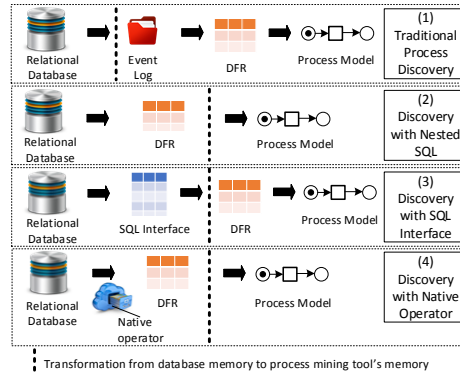 (1)
Traditional
Process
Discovery
Relational
Database
Event
Log
DFR
Process Model
(2)
Discovery
with Nested
SQL
Relational
Database
DFR
Process Model
(3)
Discovery
with SQL
Interface
Relational
Database
SQL Interface
DFR
Process Model
(4)
Discovery
with Native
Operator
Relational
Database
Native
operator
DFR
Process Model
Transformation from database memory to process mining tool's memory